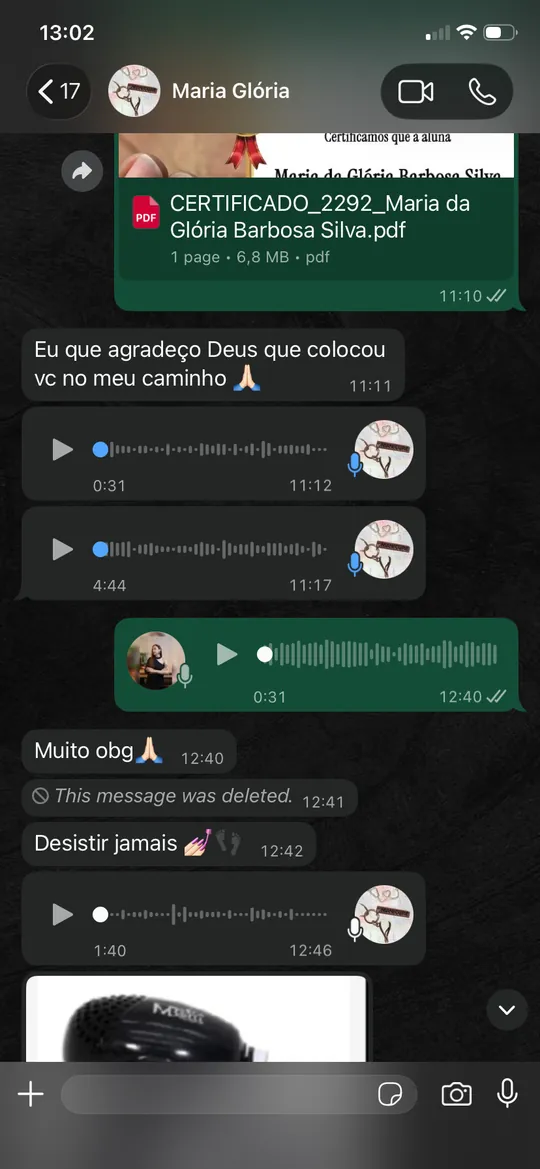 13:02
17
Maria Glória
Certificamos que a aluna
Maria da Glória Barbosa Silva
PDF
CERTIFICADO_2292_Maria da
Glória Barbosa Silva.pdf
1 page • 6,8 MB • pdf
11:10
Eu que agradeço Deus que colocou
vc no meu caminho 🙏🏻
11:11
0:31
11:12
4:44
11:17
0:31
12:40
Muito obg🙏🏻 12:40
This message was deleted. 12:41
Desistir jamais 💅🏻👣 12:42
1:40
12:46